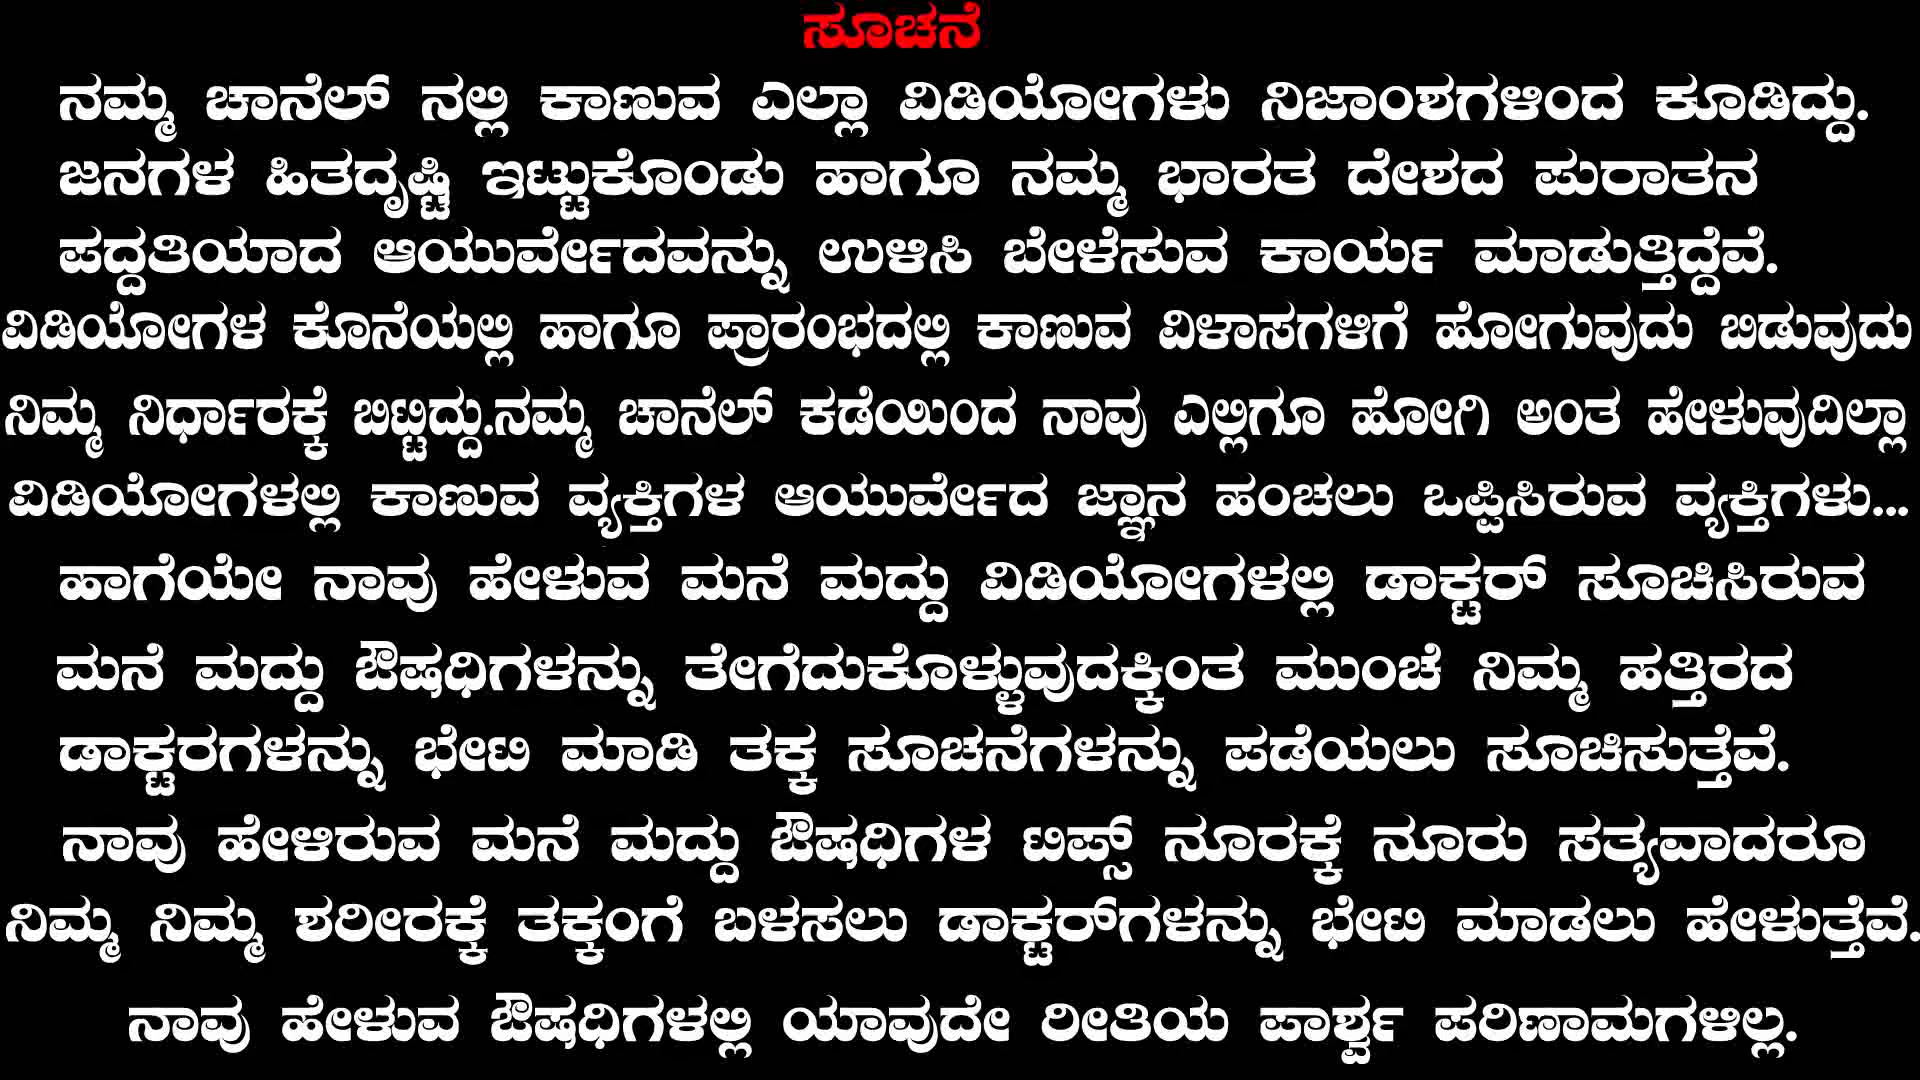 ಸೂಚನೆ
ನಮ್ಮ ಚಾನೆಲ್ ನಲ್ಲಿ ಕಾಣುವ ಎಲ್ಲಾ ವಿಡಿಯೋಗಳು ನಿಜಾಂಶಗಳಿಂದ ಕೂಡಿದ್ದು.
ಜನಗಳ ಹಿತದೃಷ್ಟಿ ಇಟ್ಟುಕೊಂಡು ಹಾಗೂ ನಮ್ಮ ಭಾರತ ದೇಶದ ಪುರಾತನ
ಪದ್ದತಿಯಾದ ಆಯುರ್ವೇದವನ್ನು ಉಳಿಸಿ ಬೇಳೆಸುವ ಕಾರ್ಯ ಮಾಡುತ್ತಿದ್ದೆವೆ.
ವಿಡಿಯೋಗಳ ಕೊನೆಯಲ್ಲಿ ಹಾಗೂ ಪ್ರಾರಂಭದಲ್ಲಿ ಕಾಣುವ ವಿಳಾಸಗಳಿಗೆ ಹೋಗುವುದು ಬಿಡುವುದು
ನಿಮ್ಮ ನಿರ್ಧಾರಕ್ಕೆ ಬಿಟ್ಟಿದ್ದು.ನಮ್ಮ ಚಾನೆಲ್ ಕಡೆಯಿಂದ ನಾವು ಎಲ್ಲಿಗೂ ಹೋಗಿ ಅಂತ ಹೇಳುವುದಿಲ್ಲಾ
ವಿಡಿಯೋಗಳಲ್ಲಿ ಕಾಣುವ ವ್ಯಕ್ತಿಗಳ ಆಯುರ್ವೇದ ಜ್ಞಾನ ಹಂಚಲು ಒಪ್ಪಿಸಿರುವ ವ್ಯಕ್ತಿಗಳು...
ಹಾಗೆಯೇ ನಾವು ಹೇಳುವ ಮನೆ ಮದ್ದು ವಿಡಿಯೋಗಳಲ್ಲಿ ಡಾಕ್ಟರ್ ಸೂಚಿಸಿರುವ
ಮನೆ ಮದ್ದು ಔಷಧಿಗಳನ್ನು ತೇಗೆದುಕೊಳ್ಳುವುದಕ್ಕಿಂತ ಮುಂಚೆ ನಿಮ್ಮ ಹತ್ತಿರದ
ಡಾಕ್ಟರಗಳನ್ನು ಭೇಟಿ ಮಾಡಿ ತಕ್ಕ ಸೂಚನೆಗಳನ್ನು ಪಡೆಯಲು ಸೂಚಿಸುತ್ತೆವೆ.
ನಾವು ಹೇಳಿರುವ ಮನೆ ಮದ್ದು ಔಷಧಿಗಳ ಟಿಪ್ಸ್ ನೂರಕ್ಕೆ ನೂರು ಸತ್ಯವಾದರೂ
ನಿಮ್ಮ ನಿಮ್ಮ ಶರೀರಕ್ಕೆ ತಕ್ಕಂಗೆ ಬಳಸಲು ಡಾಕ್ಟರ್‌ಗಳನ್ನು ಭೇಟಿ ಮಾಡಲು ಹೇಳುತ್ತೆವೆ.
ನಾವು ಹೇಳುವ ಔಷಧಿಗಳಲ್ಲಿ ಯಾವುದೇ ರೀತಿಯ ಪಾರ್ಶ್ವ ಪರಿಣಾಮಗಳಿಲ್ಲ.